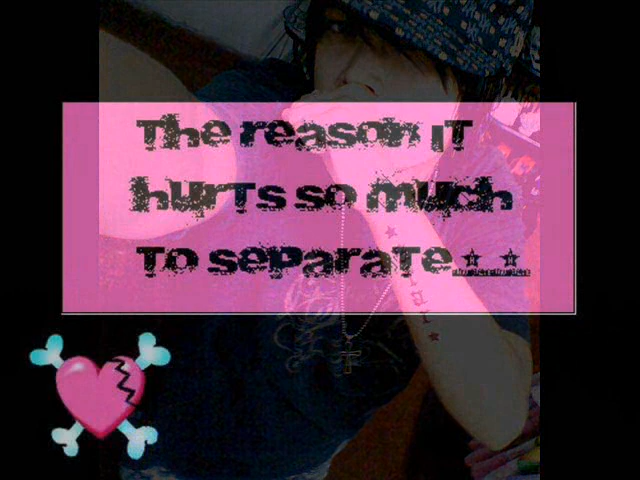 The reason IT
hurts so much
To separate..